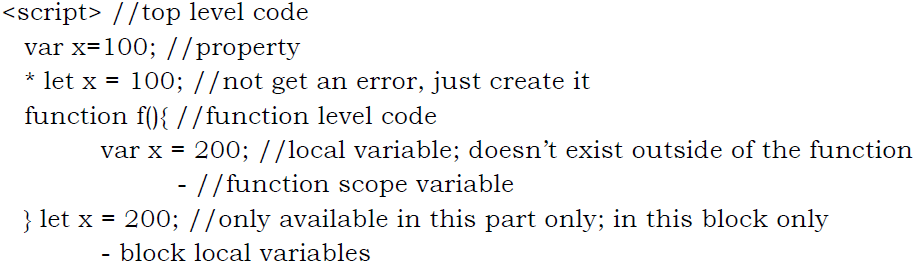 <script> //top level code
var x=100; //property
* let x = 100; //not get an error, just create it
function f(){ //function level code
var x = 200; //local variable; doesn't exist outside of the function
- //function scope variable
} let x = 200; //only available in this part only; in this block only
- block local variables